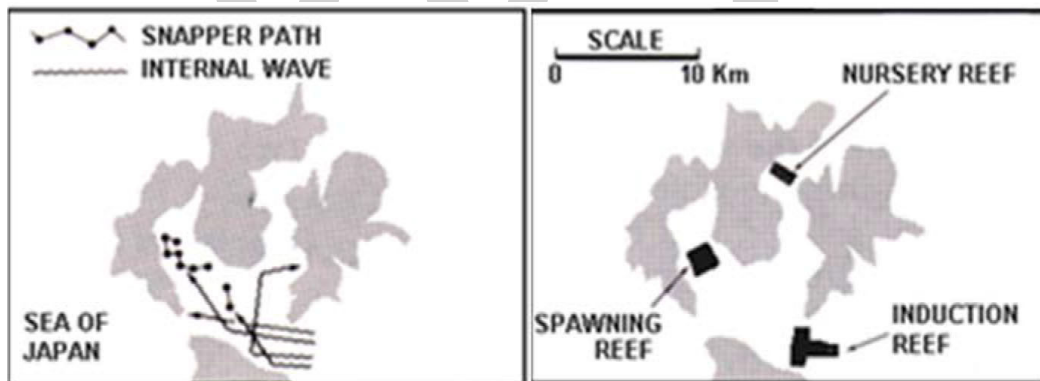 SNAPPER PATH
INTERNAL WAVE
SEA OF
JAPAN
SCALE
0 10 Km
NURSERY REEF
SPAWNING
REEF
INDUCTION
REEF